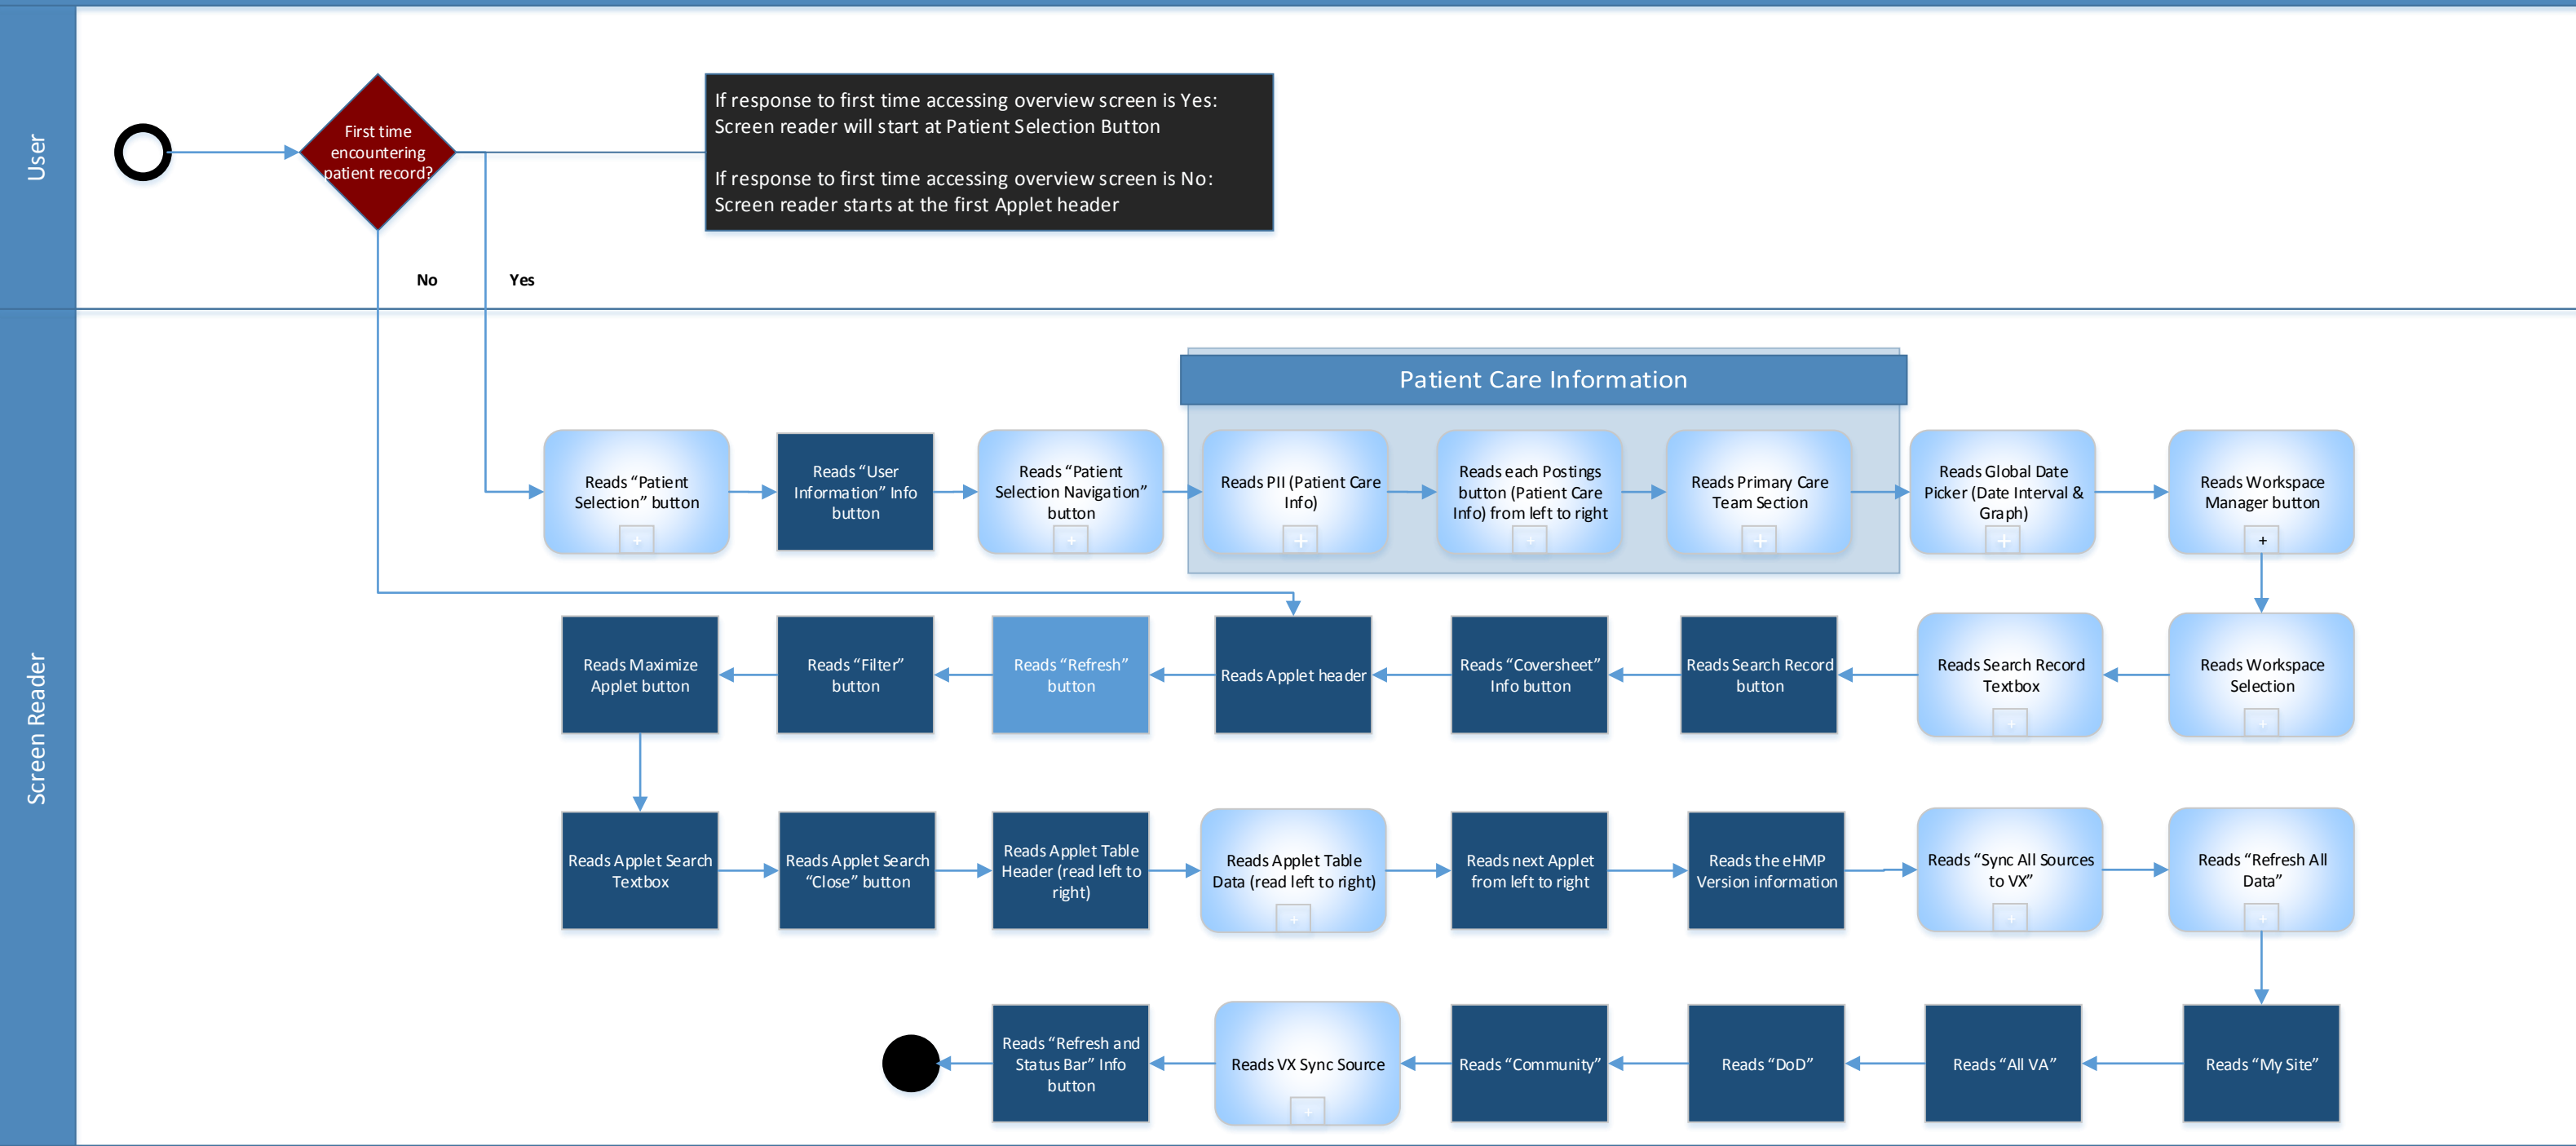 User
First time
encountering
patient record?
If response to first time accessing overview screen is Yes:
Screen reader will start at Patient Selection Button
If response to first time accessing overview screen is No:
Screen reader starts at the first Applet header
No
Yes
Screen Reader
Patient Care Information
Reads “Patient
Selection” button
+
Reads “User
Information” Info
button
Reads “Patient
Selection Navigation”
button
+
Reads PII (Patient Care
Info)
+
Reads each Postings
button (Patient Care
Info) from left to right
+
Reads Primary Care
Team Section
+
Reads Global Date
Picker (Date Interval &
Graph)
+
Reads Workspace
Manager button
+
Reads Maximize
Applet button
Reads “Filter”
button
Reads “Refresh”
button
Reads Applet header
Reads “Coversheet”
Info button
Reads Search Record
button
Reads Search Record
Textbox
+
Reads Workspace
Selection
+
Reads Applet Search
Textbox
Reads Applet Search
“Close” button
Reads Applet Table
Header (read left to
right)
Reads Applet Table
Data (read left to right)
+
Reads next Applet
from left to right
Reads the eHMP
Version information
Reads “Sync All Sources
to VX”
+
Reads “Refresh All
Data”
+
Reads “Refresh and
Status Bar” Info
button
Reads VX Sync Source
+
Reads “Community”
Reads “DoD”
Reads “All VA”
Reads “My Site”